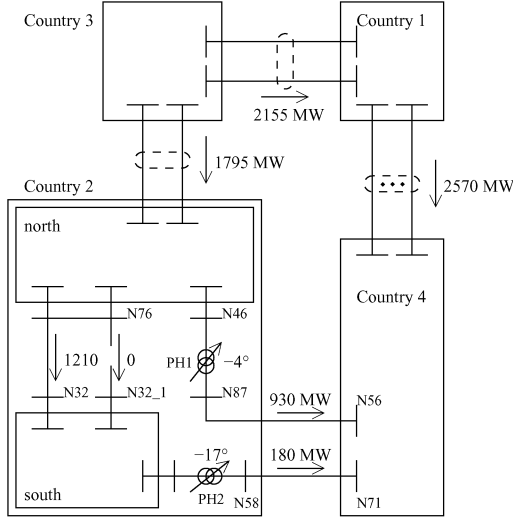 Country 3
Country 1
2155 MW
1795 MW
2570 MW
Country 2
north
Country 4
N76
N46
1210
0
PH1
−4°
N32
N32_1
N87
930 MW
N56
−17°
180 MW
south
PH2
N58
N71